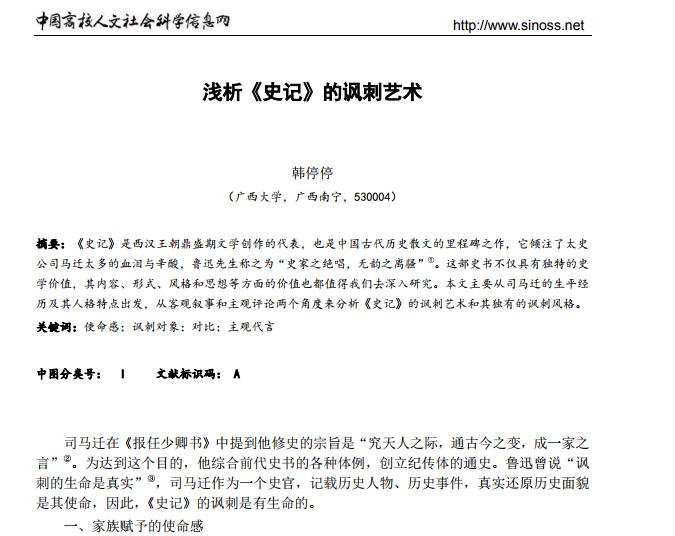 中国高校人文社会科学信息网 http://www.sinoss.net
浅析《史记》的讽刺艺术
韩停停
（广西大学，广西南宁，530004）
摘要：《史记》是西汉王朝鼎盛期文学创作的代表，也是中国古代历史散文的里程碑之作，它倾注了太史
公司马迁太多的血泪与辛酸，鲁迅先生称之为“史家之绝唱，无韵之离骚”①。这部史书不仅具有独特的史
学价值，其内容、形式、风格和思想等方面的价值也都值得我们去深入研究。本文主要从司马迁的生平经
历及其人格特点出发，从客观叙事和主观评论两个角度来分析《史记》的讽刺艺术和其独有的讽刺风格。
关键词：使命感；讽刺对象；对比；主观代言
中图分类号： I 文献标识码： A
司马迁在《报任少卿书》中提到他修史的宗旨是“究天人之际，通古今之变，成一家之
言”②。为达到这个目的，他综合前代史书的各种体例，创立纪传体的通史。鲁迅曾说“讽
刺的生命是真实”③，司马迁作为一个史官，记载历史人物、历史事件，真实还原历史面貌
是其使命，因此，《史记》的讽刺是有生命的。
一、家族赋予的使命感